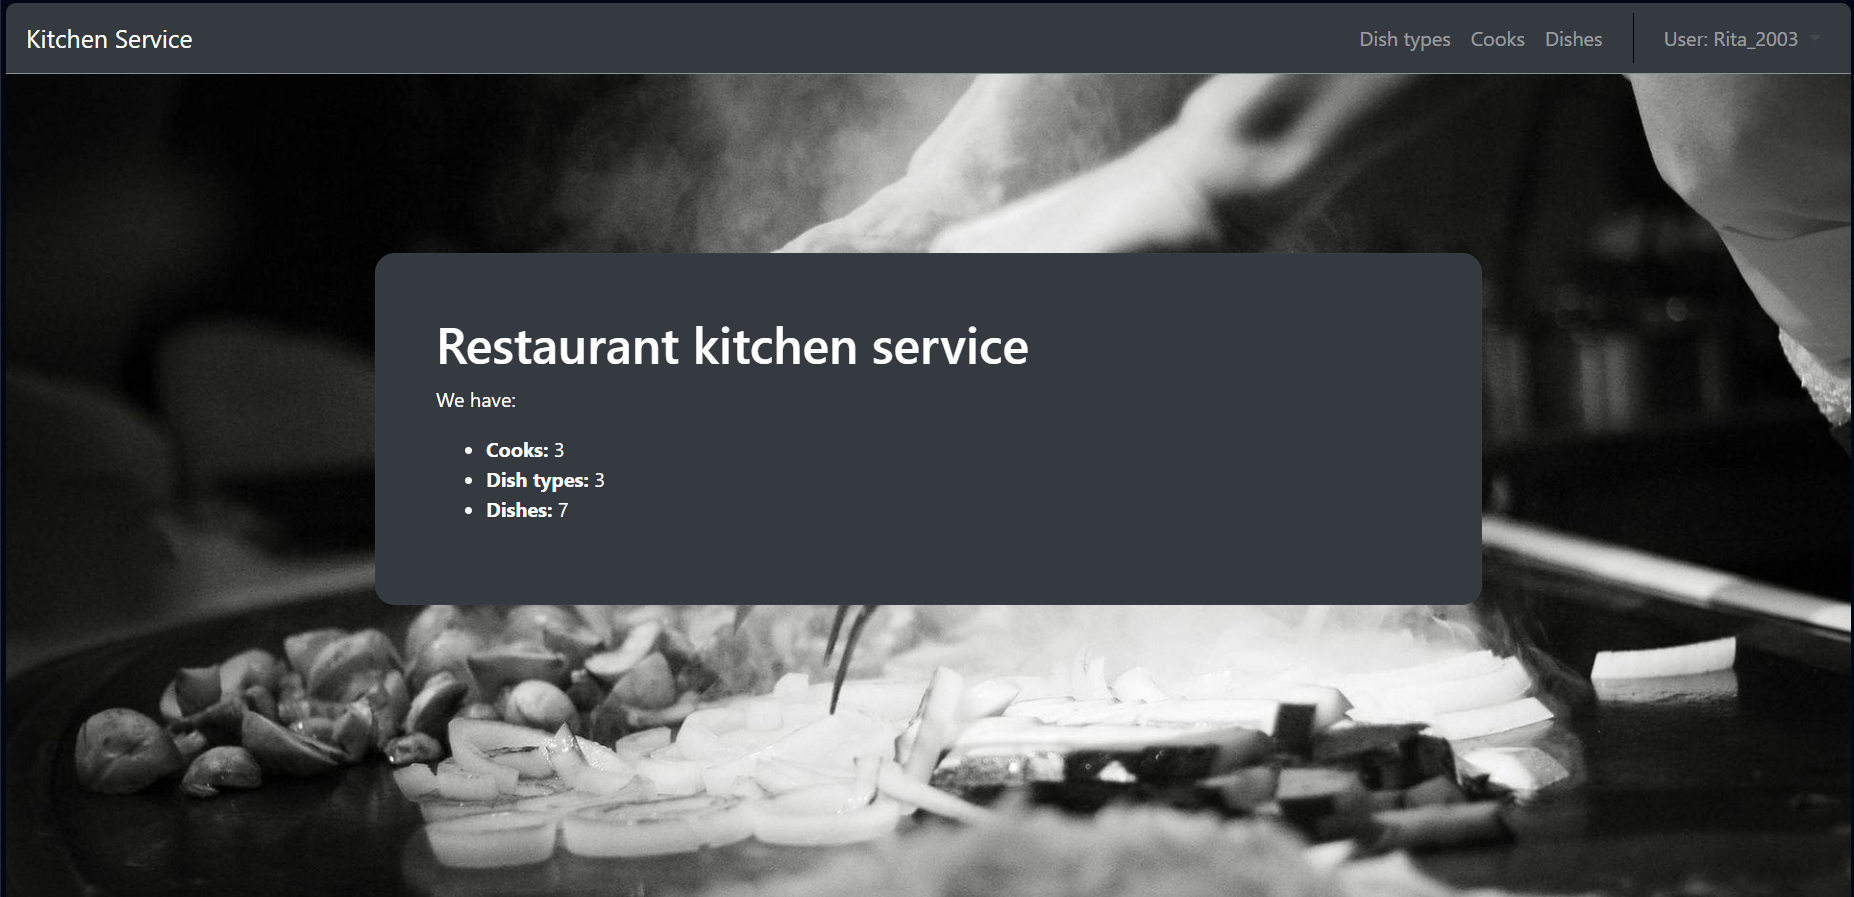 Kitchen Service
Dish types Cooks Dishes User: Rita_2003
Restaurant kitchen service
We have:
Cooks: 3
Dish types: 3
Dishes: 7